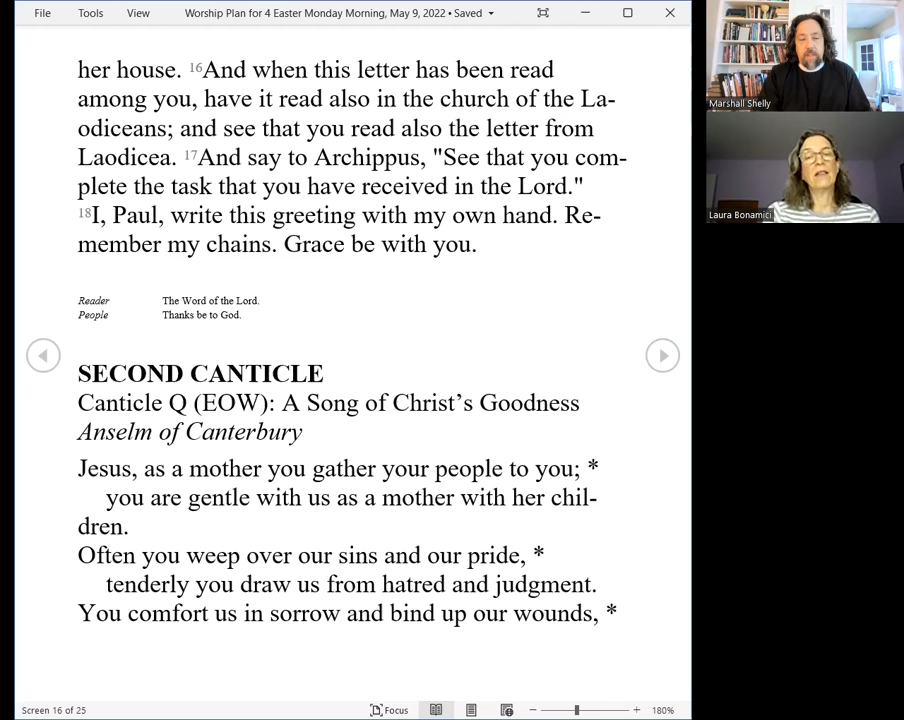 File Tools View Worship Plan for 4 Easter Monday Morning, May 9, 2022 • Saved
her house. 16And when this letter has been read
among you, have it read also in the church of the La-
odiceans; and see that you read also the letter from
Laodicea. 17And say to Archippus, "See that you com-
plete the task that you have received in the Lord."
18I, Paul, write this greeting with my own hand. Re-
member my chains. Grace be with you.
Reader The Word of the Lord.
People Thanks be to God.
SECOND CANTICLE
Canticle Q (EOW): A Song of Christ’s Goodness
Anselm of Canterbury
Jesus, as a mother you gather your people to you; *
you are gentle with us as a mother with her chil-
dren.
Often you weep over our sins and our pride, *
tenderly you draw us from hatred and judgment.
You comfort us in sorrow and bind up our wounds, *
Screen 16 of 25 Focus 180%
Marshall Shelly
Laura Bonamici